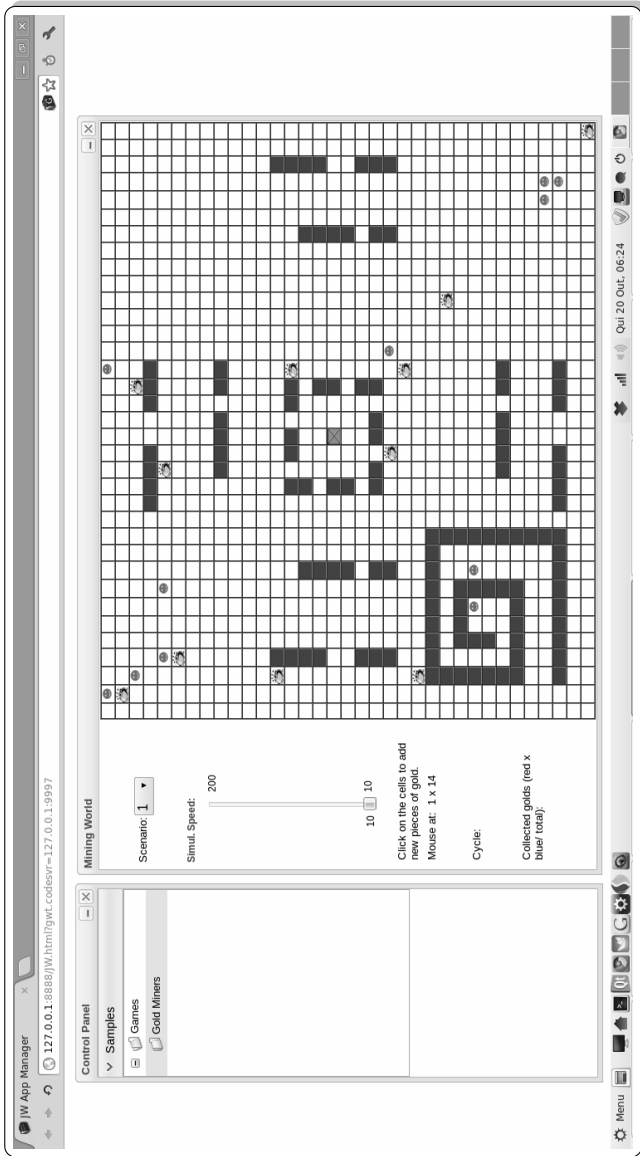 JW App Manager
127.0.0.1:8888/JW.html?gwt.codesvr=127.0.0.1:9997
Control Panel
Samples
Games
Gold Miners
Mining World
Scenario: 1
Simul. Speed:
200
10 10
Click on the cells to add
new pieces of gold.
Mouse at: 1 x 14
Cycle:
Collected golds (red x
blue/ total):
Menu
Qt
Qui 20 Out, 06:24